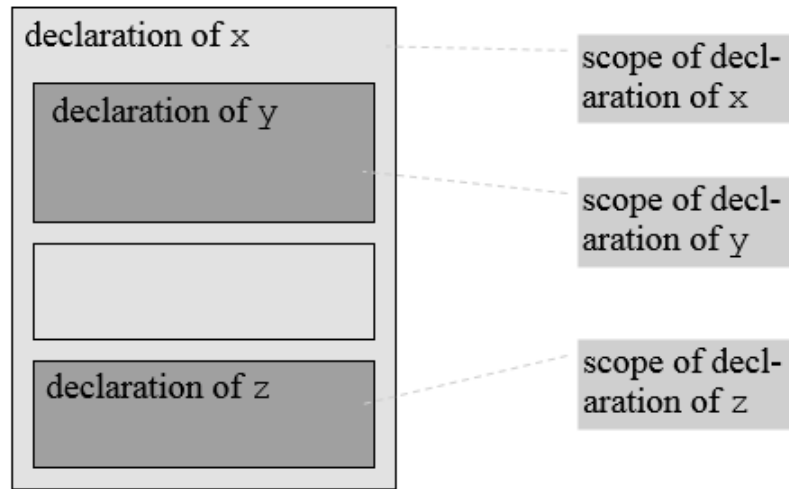 declaration of x
scope of decl-
aration of x
declaration of y
scope of decl-
aration of y
declaration of z
scope of decl-
aration of z